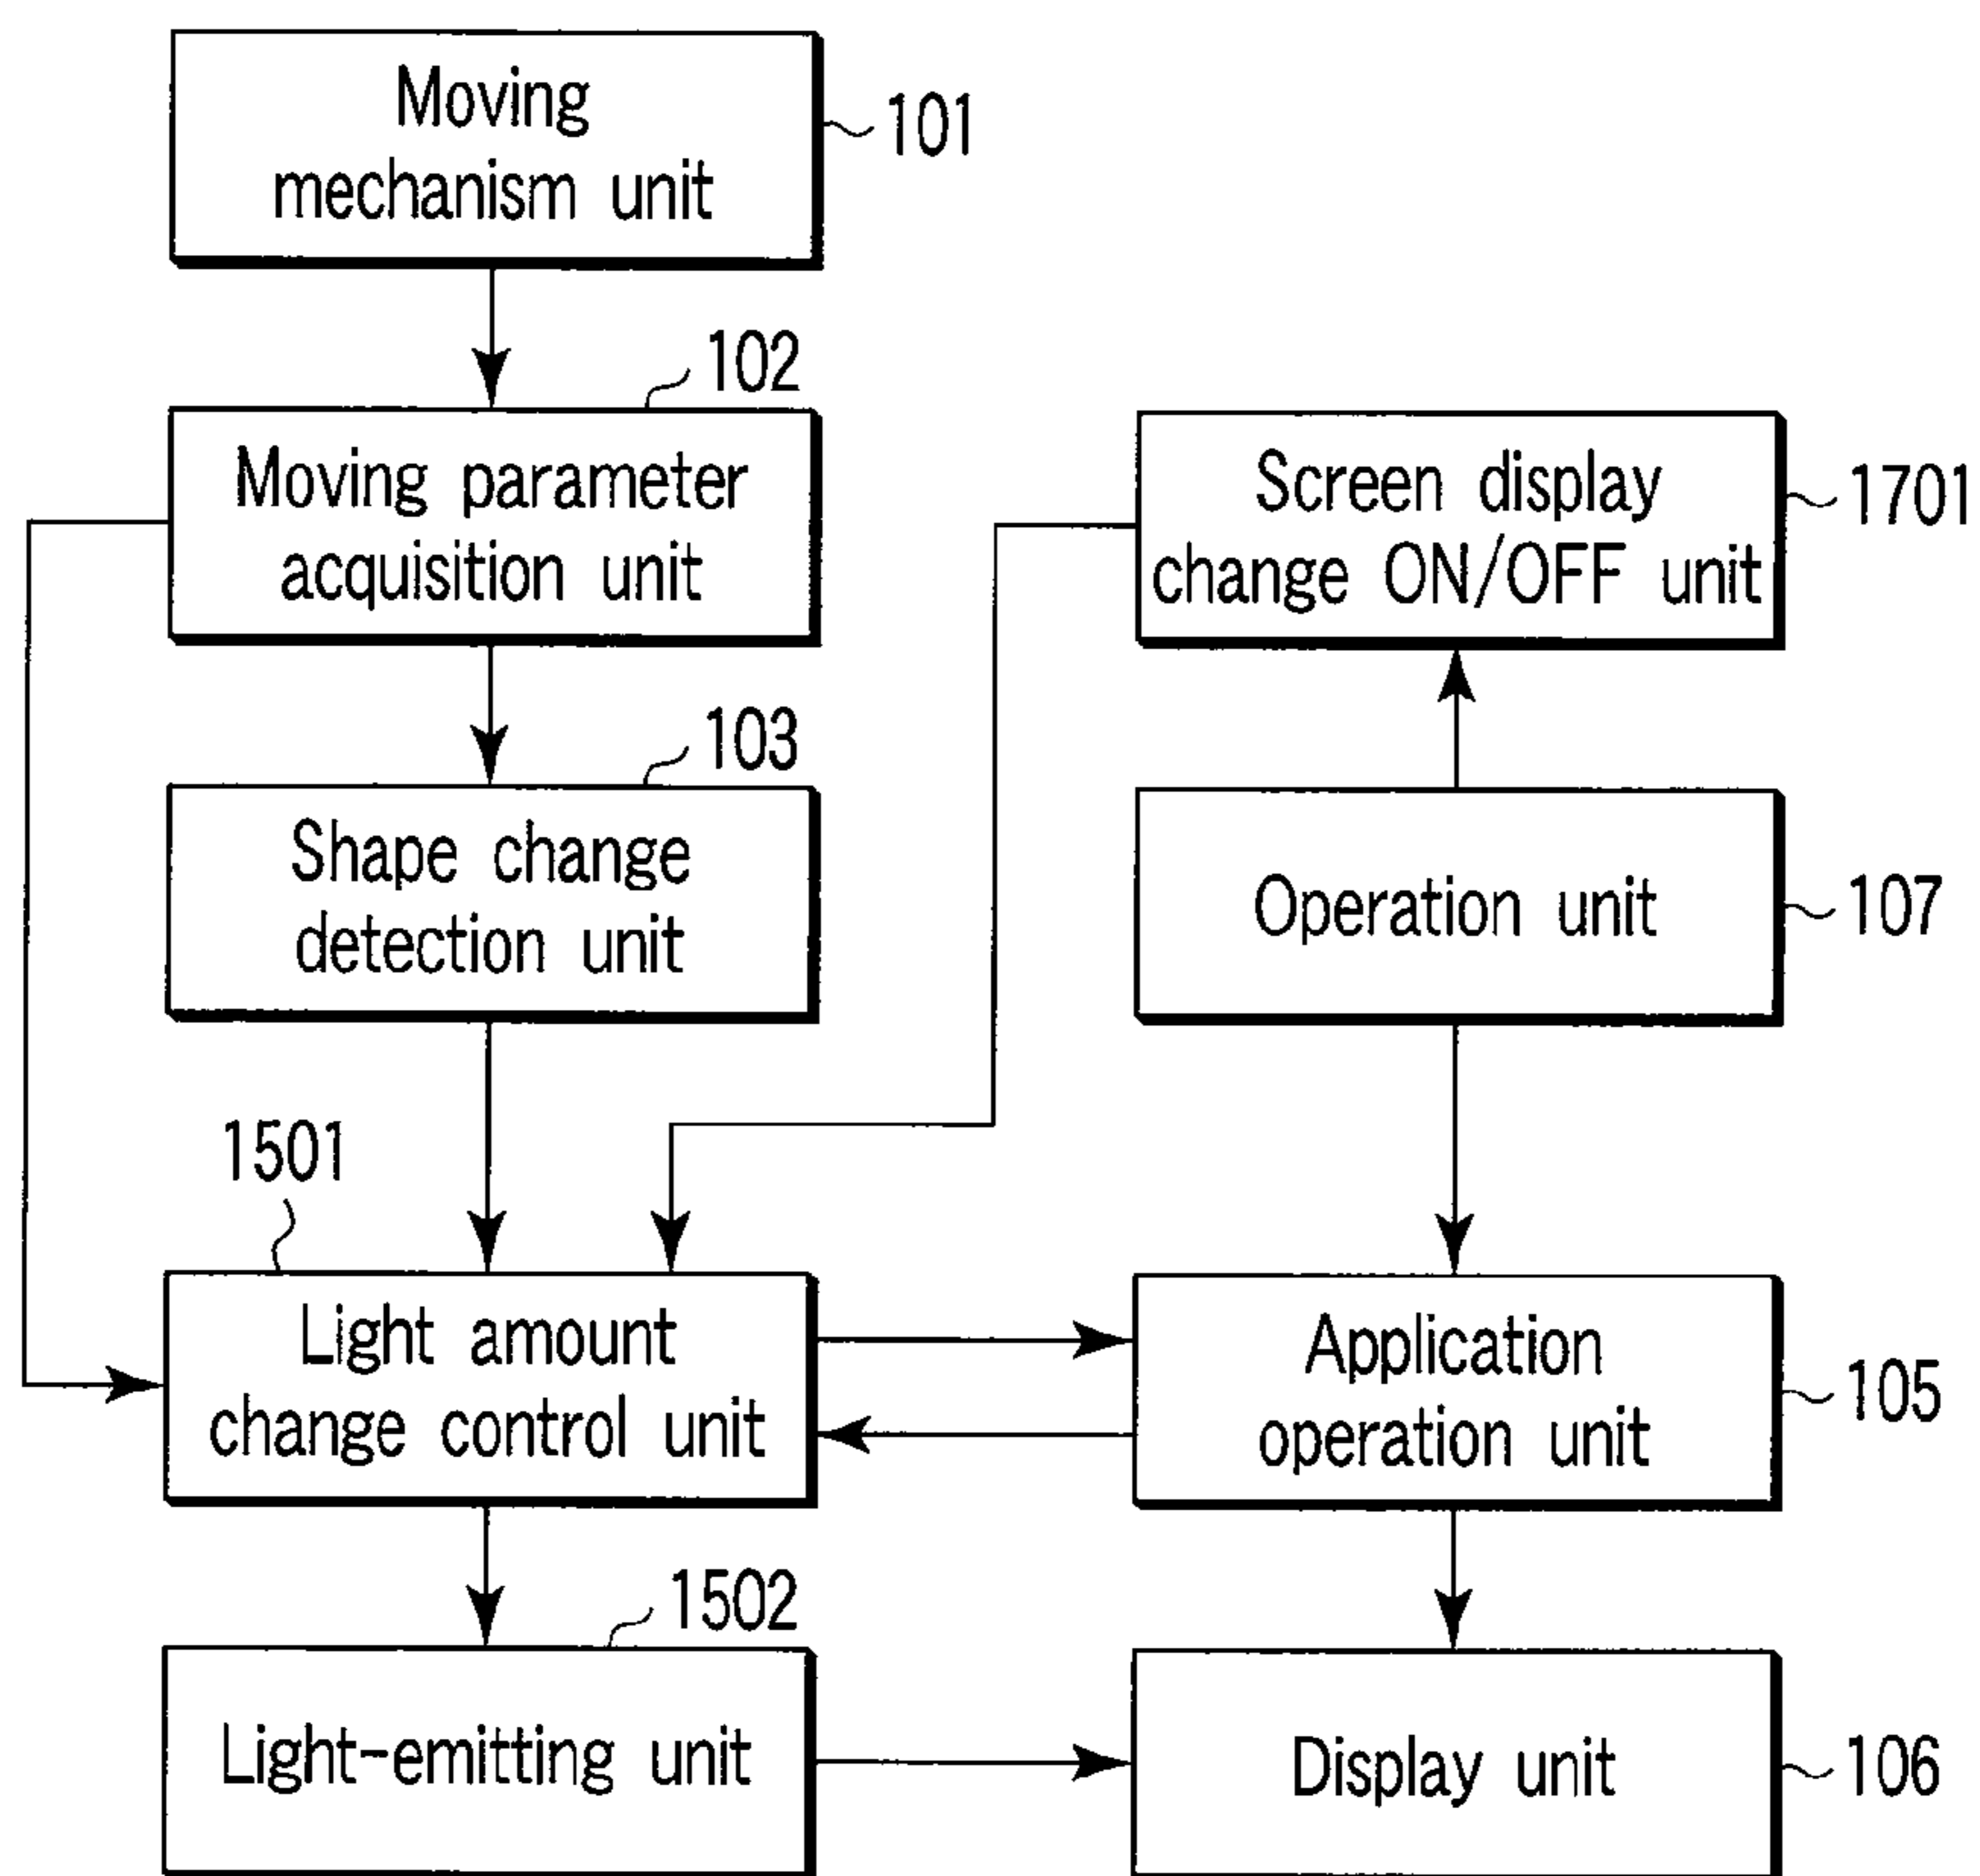 Moving
mechanism unit
101
102
Moving parameter
acquisition unit
Screen display
change ON/OFF unit
1701
103
Shape change
detection unit
Operation unit
107
1501
Light amount
change control unit
Application
operation unit
105
1502
Light-emitting unit
Display unit
106